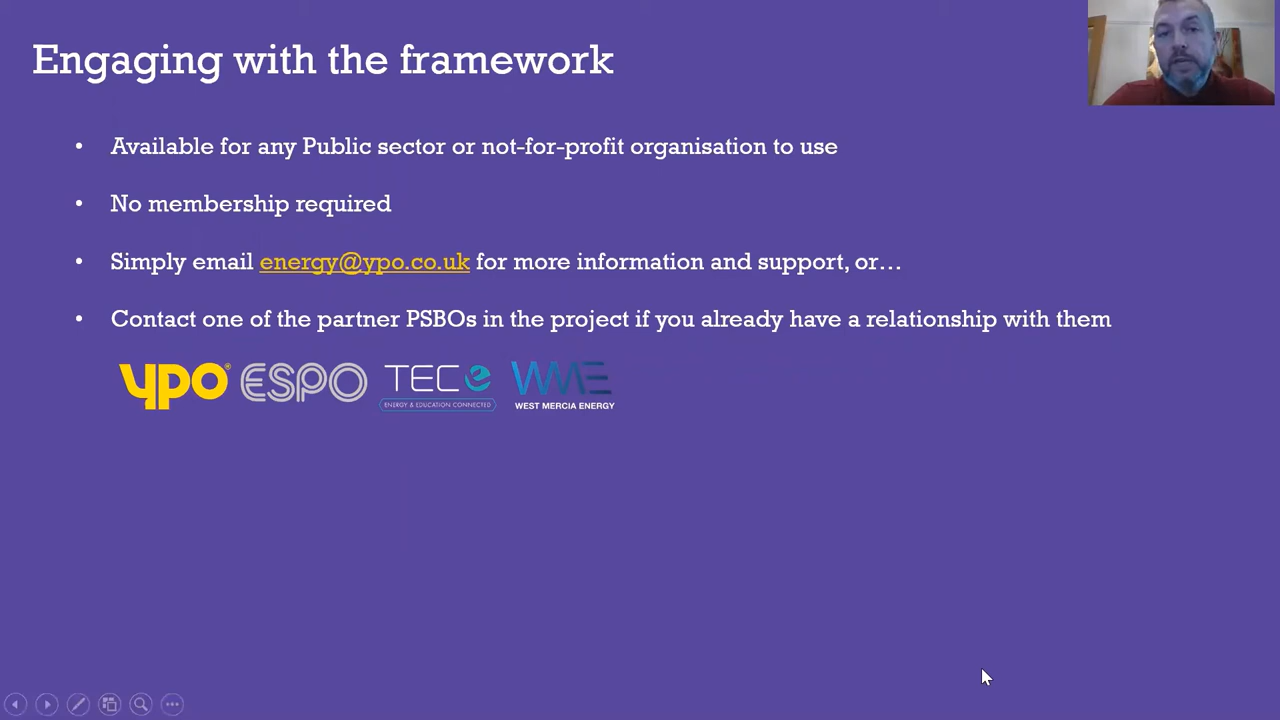 Engaging with the framework
• Available for any Public sector or not-for-profit organisation to use
• No membership required
• Simply email energy@ypo.co.uk for more information and support, or…
• Contact one of the partner PSBOs in the project if you already have a relationship with them
ypo® ESPO TEC e WME
ENERGY & EDUCATION CONNECTED WEST MERCIA ENERGY